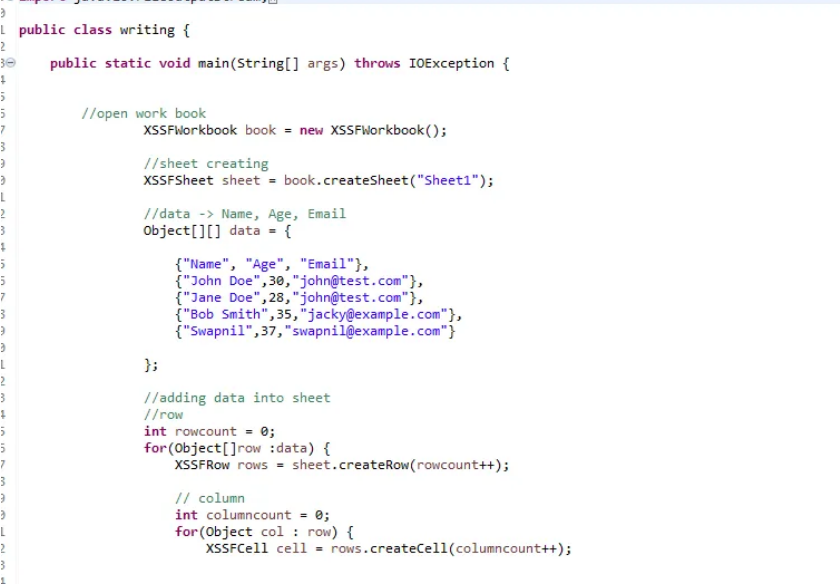 public class writing {
public static void main(String[] args) throws IOException {
//open work book
XSSFWorkbook book = new XSSFWorkbook();
//sheet creating
XSSFSheet sheet = book.createSheet("Sheet1");
//data -> Name, Age, Email
Object[][] data = {
{"Name", "Age", "Email"},
{"John Doe",30,"john@test.com"},
{"Jane Doe",28,"john@test.com"},
{"Bob Smith",35,"jacky@example.com"},
{"Swapnil",37,"swapnil@example.com"}
};
//adding data into sheet
//row
int rowcount = 0;
for(Object[]row :data) {
XSSFRow rows = sheet.createRow(rowcount++);
// column
int columncount = 0;
for(Object col : row) {
XSSFCell cell = rows.createCell(columncount++);